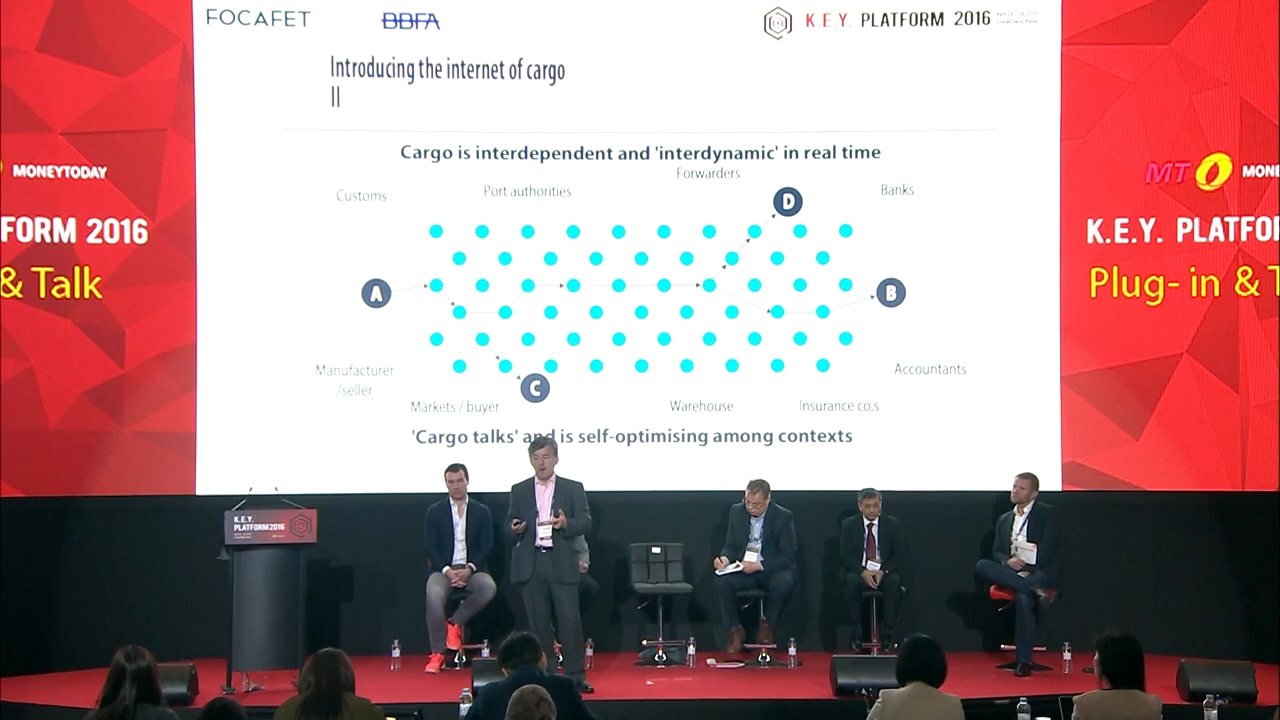 FOCAFET
BBFA
K.E.Y. PLATFORM 2016
Introducing the internet of cargo
II
Cargo is interdependent and 'interdynamic' in real time
Customs
Port authorities
Forwarders
Banks
D
A
B
C
Manufacturer
/seller
Markets / buyer
Warehouse
Insurance co.s
Accountants
'Cargo talks' and is self-optimising among contexts
MONEYTODAY
FORM 2016
& Talk
MT
MONE
K.E.Y. PLATFO
Plug- in & T
K.E.Y.
PLATFORM 2016